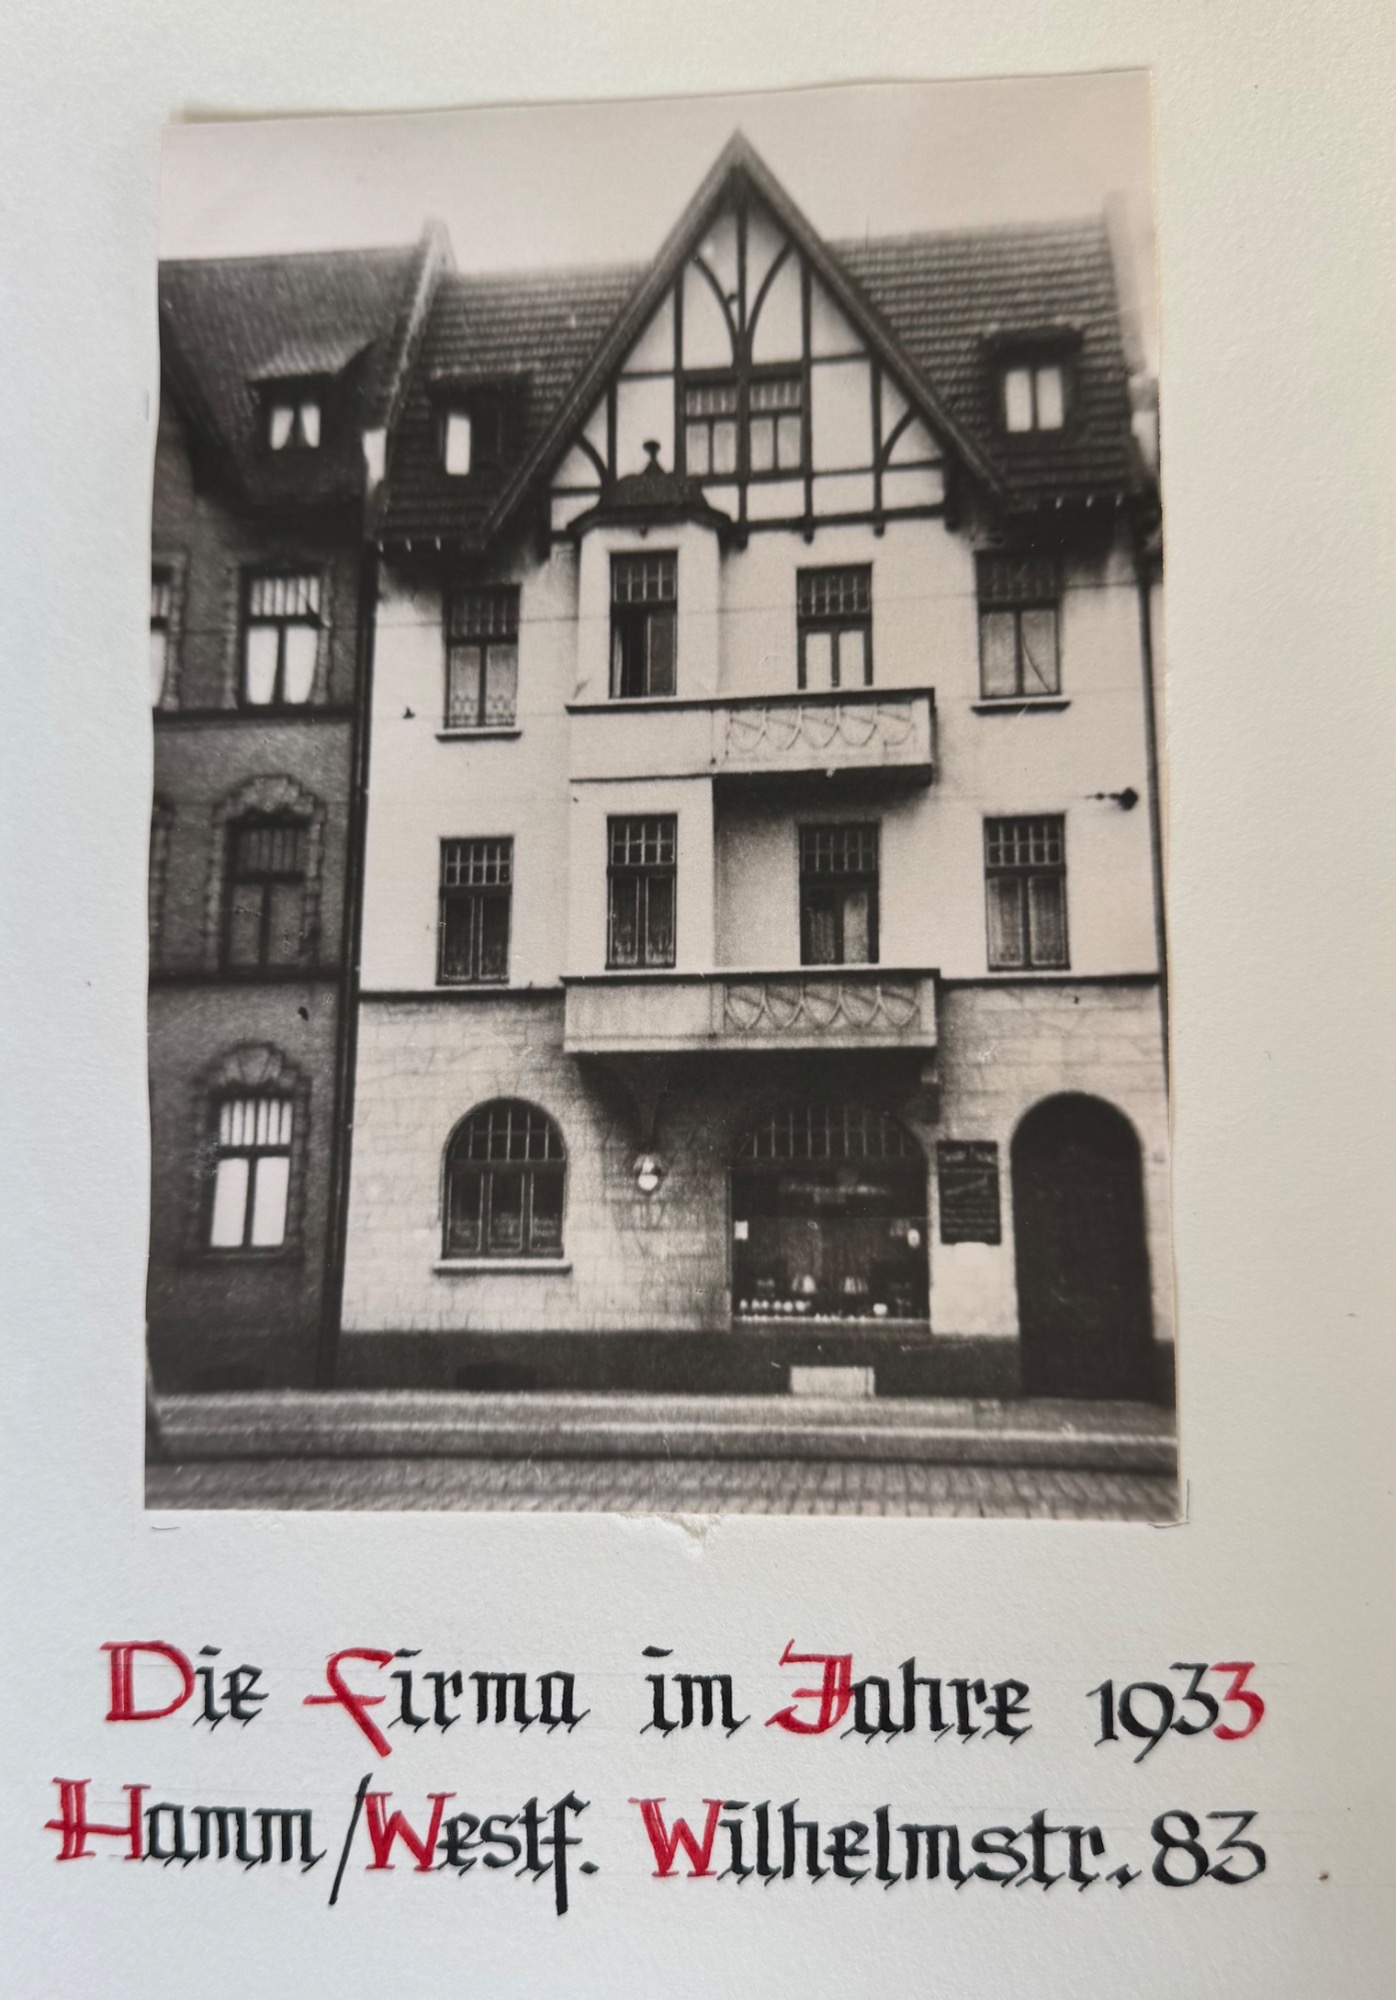 Die Firma im Jahre 1933
Hamm/Westf. Wilhelmstr. 83